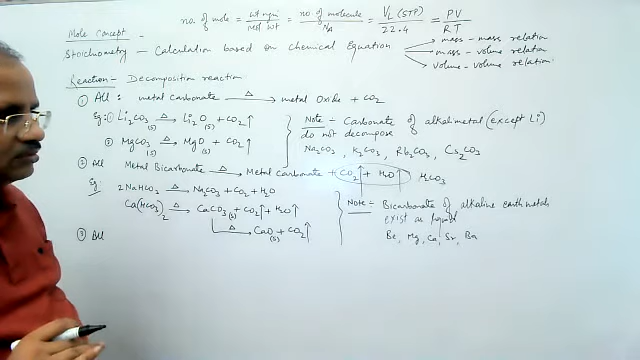 Mole Concept - no. of mole = wt in gm / mol wt = no. of molecule / NA = VL (STP) / 22.4 = PV / RT
mass - mass relation
Stoichiometry - Calculation based on chemical Equation mass - volume relation
volume - volume relation
Reaction - Decomposition reaction
① All : metal Carbonate Δ→ metal Oxide + CO2
Eg: ① Li2CO3 (s) Δ→ Li2O (s) + CO2↑
② MgCO3 (s) Δ→ MgO (s) + CO2↑
Note - Carbonate of alkali metal (except Li)
do not decompose
Na2CO3, K2CO3, Rb2CO3, Cs2CO3
② All Metal Bicarbonate Δ→ Metal carbonate + CO2↑ + H2O↑ MCO3
Eg: 2NaHCO3 Δ→ Na2CO3 + CO2 + H2O
Ca(HCO3)2 Δ→ CaCO3 (s) + CO2↑ + H2O↑
Δ→ CaO (s) + CO2↑
Note - Bicarbonate of alkaline earth metals
exist as liquid
Be, Mg, Ca, Sr, Ba
③ All